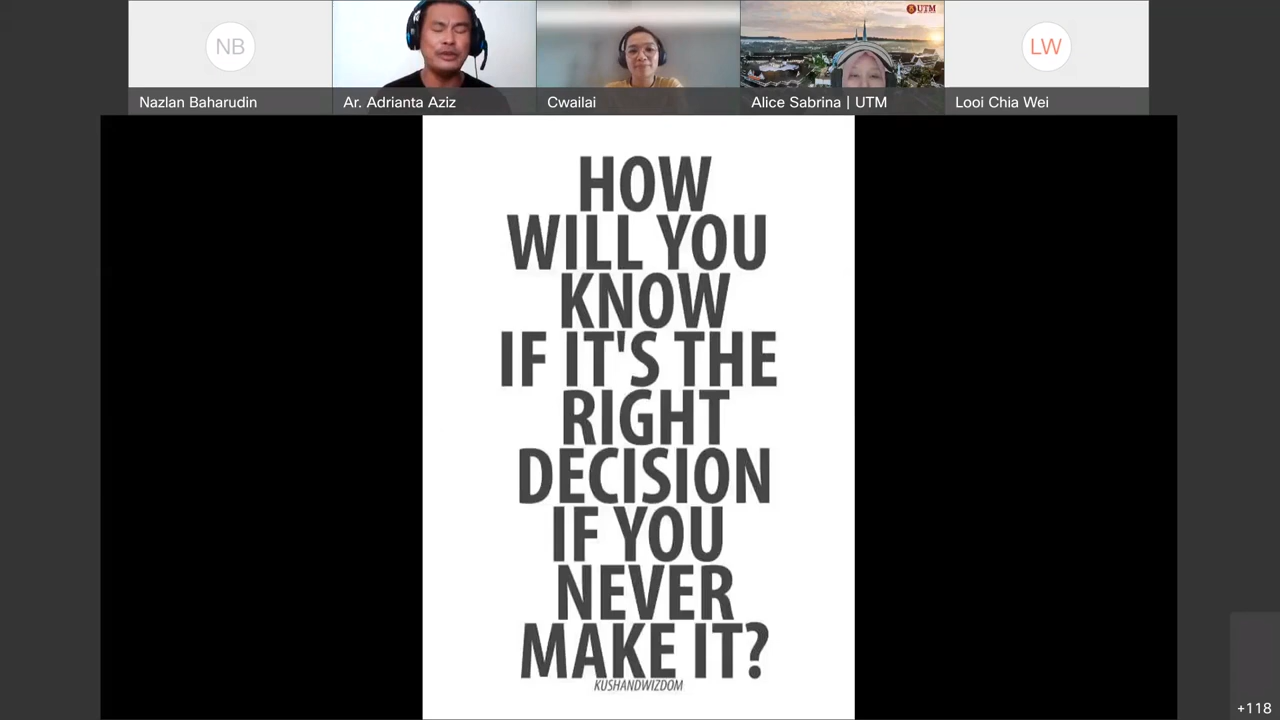 NB
LW
UTM
Nazlan Baharudin
Ar. Adrianta Aziz
Cwailai
Alice Sabrina | UTM
Looi Chia Wei
HOW
WILL YOU
KNOW
IF IT'S THE
RIGHT
DECISION
IF YOU
NEVER
MAKE IT?
KUSHANDWIZDOM
+118